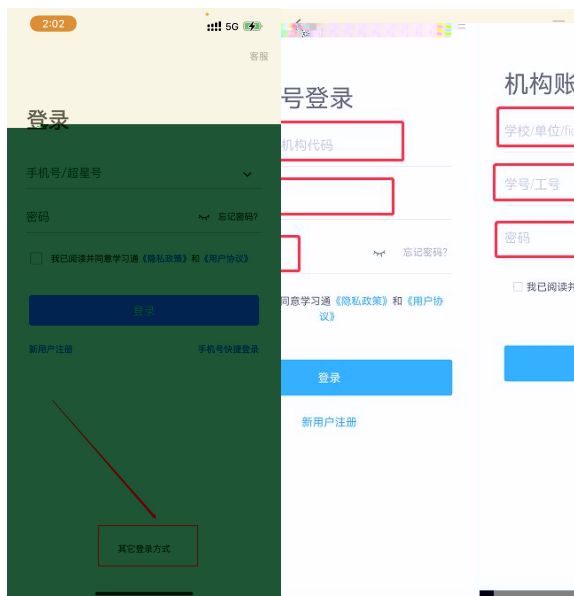 2:02
5G
客服
登录
手机号/超星号
密码
忘记密码?
我已阅读并同意学习通《隐私政策》和《用户协议》
登录
新用户注册
手机号快捷登录
其它登录方式
号登录
机构代码
忘记密码?
同意学习通《隐私政策》和《用户协
议》
登录
新用户注册
机构账
学校/单位/fid
学号/工号
密码
我已阅读并